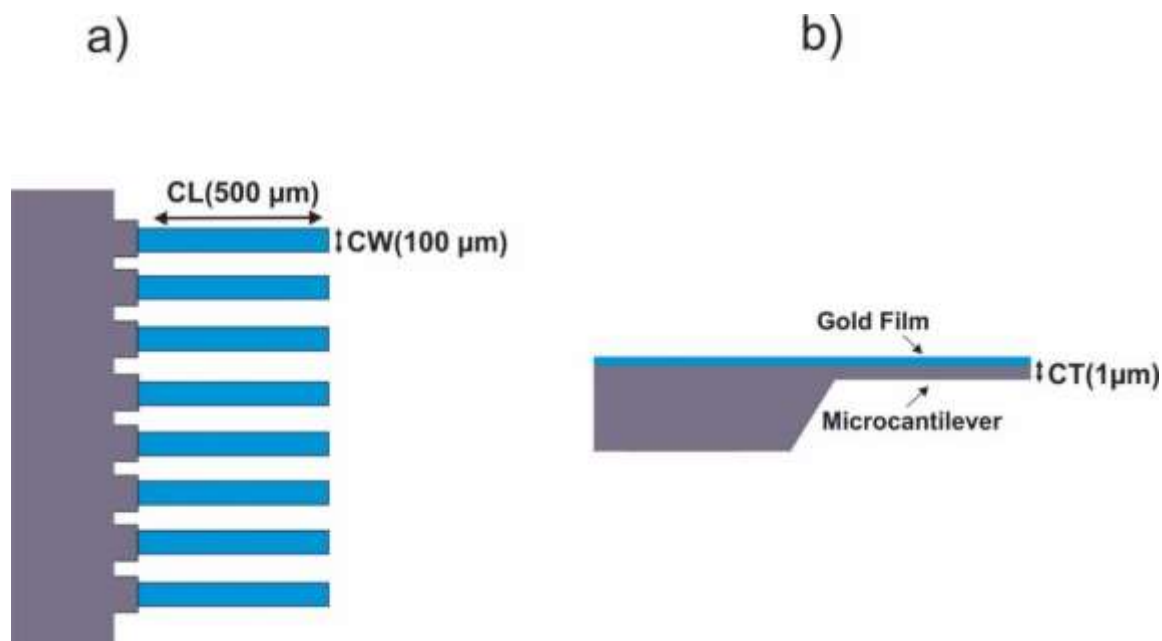 a)
CL(500 µm)
CW(100 µm)
b)
Gold Film
CT(1µm)
Microcantilever